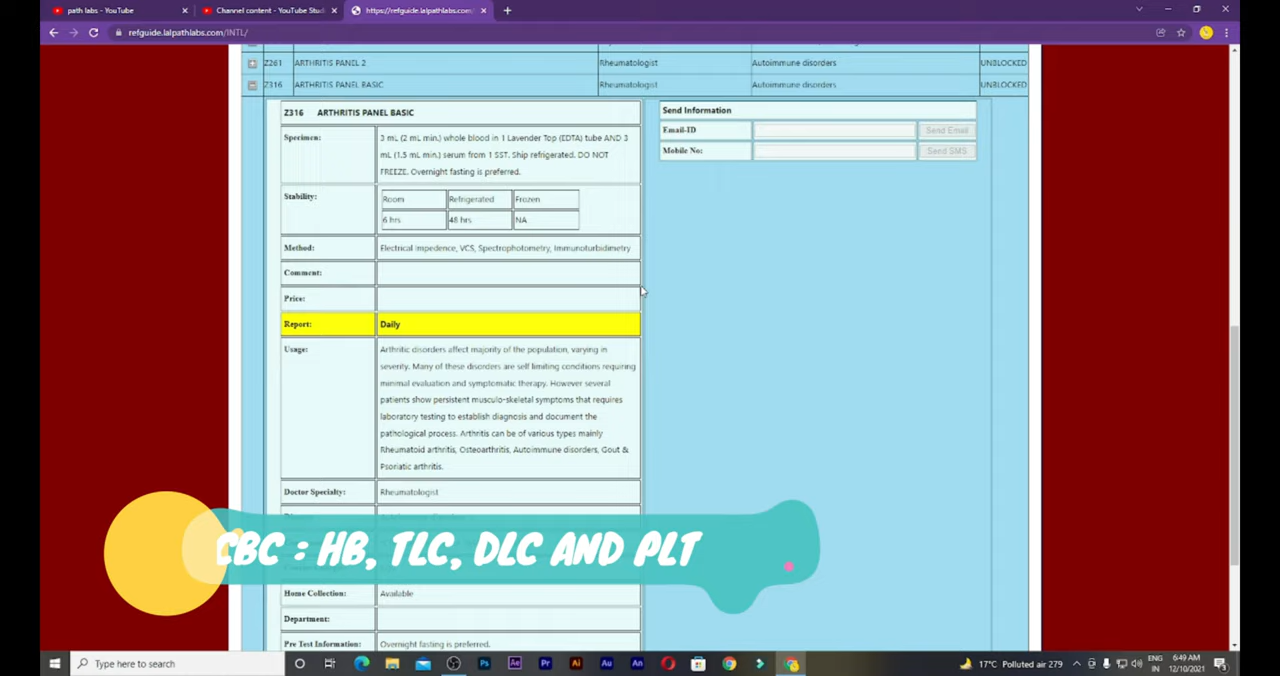 path labs - YouTube
Channel content - YouTube Studi
https://refguide.lalpathlabs.com/
refguide.lalpathlabs.com/INTL/
Z261 ARTHRITIS PANEL 2 Rheumatologist Autoimmune disorders UNBLOCKED
Z316 ARTHRITIS PANEL BASIC Rheumatologist Autoimmune disorders UNBLOCKED
Z316 ARTHRITIS PANEL BASIC
Specimen: 3 mL (2 mL min.) whole blood in 1 Lavender Top (EDTA) tube AND 3
mL (1.5 mL min.) serum from 1 SST. Ship refrigerated. DO NOT
FREEZE. Overnight fasting is preferred.
Stability:
Room Refrigerated Frozen
6 hrs 48 hrs NA
Method: Electrical impedence, VCS, Spectrophotometry, Immunoturbidimetry
Comment:
Price:
Report: Daily
Usage: Arthritic disorders affect majority of the population, varying in
severity. Many of these disorders are self limiting conditions requiring
minimal evaluation and symptomatic therapy. However several
patients show persistent musculo-skeletal symptoms that requires
laboratory testing to establish diagnosis and document the
pathological process. Arthritis can be of various types mainly
Rheumatoid arthritis, Osteoarthritis, Autoimmune disorders, Gout &
Psoriatic arthritis.
Doctor Specialty: Rheumatologist
Home Collection: Available
Department:
Pre Test Information: Overnight fasting is preferred.
Send Information
Email-ID Send Email
Mobile No: Send SMS
CBC : HB, TLC, DLC AND PLT
Type here to search
17°C Polluted air 279
ENG
IN
6:49 AM
12/10/2021